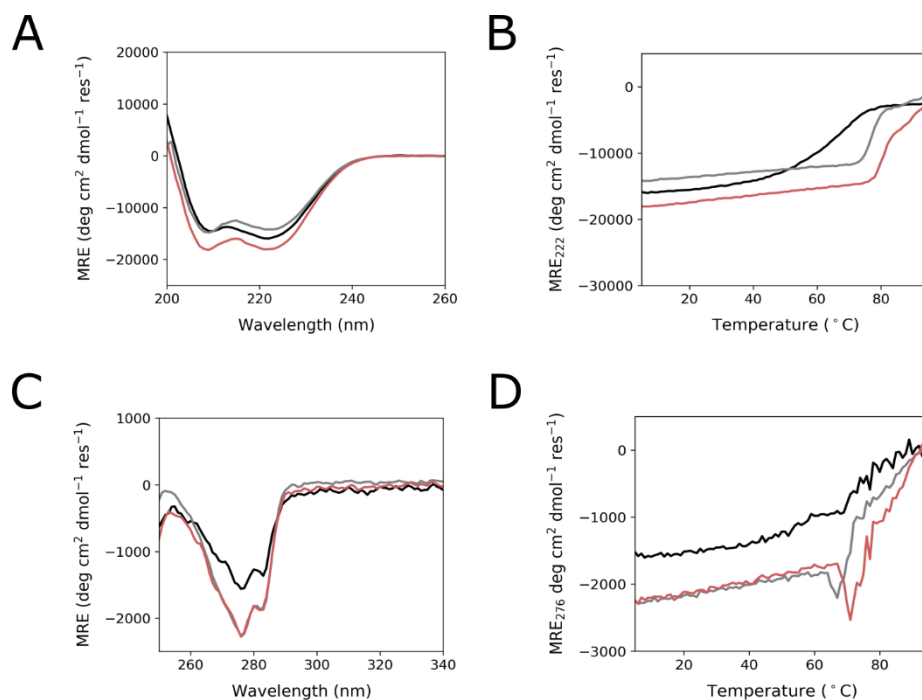 A
MRE (deg cm² dmol⁻¹ res⁻¹)
20000
10000
0
−10000
−20000
200
220
240
260
Wavelength (nm)
B
MRE₂₂₂ (deg cm² dmol⁻¹ res⁻¹)
0
−10000
−20000
−30000
20
40
60
80
Temperature (°C)
C
MRE (deg cm² dmol⁻¹ res⁻¹)
1000
0
−1000
−2000
260
280
300
320
340
Wavelength (nm)
D
MRE₂₇₆ deg cm² dmol⁻¹ res⁻¹)
0
−1000
−2000
−3000
20
40
60
80
Temperature (°C)